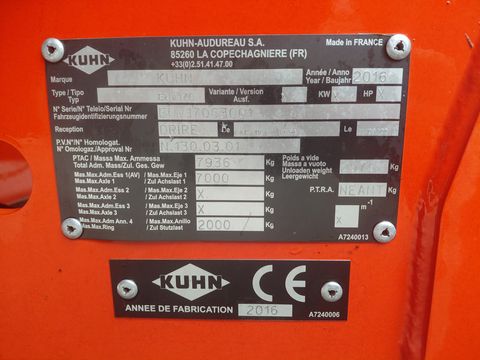 KUHN
KUHN-AUDUREAU S.A.
85260 LA COPECHAGNIERE (FR)
+33(0)2.51.41.47.00
Made in FRANCE
Marque KUHN Année / Ano / Anno
Year / Baujahr 2016
Type / Tipo
Typ
Variante / Version
Ausf. KW HP X
N° Serie/N° Teleio/Serial N°
Fahrzeugidentifizierungsnummer
Reception DRIRE Le
N° U.V/N° Homologat.
N° Omologaz./Approval Nr N.130.03.01
PTAC / Massa Max. Ammessa
Total Adm. Mass/Zul. Ges. Gew 7936 Kg
Mas.Max.Adm.Ess 1(AV) / Mas.Max.Eje 1
Mas.Max.Axle 1 / Zul Achslast 1 7000 Kg
Mas.Max.Adm.Ess 2 / Mas.Max.Eje 2
Mas.Max.Axle 2 / Zul Achslast 2 X Kg
Mas.Max.Adm.Ess 3 / Mas.Max.Eje 3
Mas.Max.Axle 3 / Zul Achslast 3 X Kg
Mas.Max.Adm Ann. 4 / Mas.Max.Anillo
Mas.Max.Ring / Zul Stutzlast 2000 Kg
Poids a vide
Massa a vuoto
Unloaden weight
Leergewicht Kg
P.T.R.A. NEANT Kg
X m-1
A7240013
KUHN CE
ANNEE DE FABRICATION 2016 A7240006